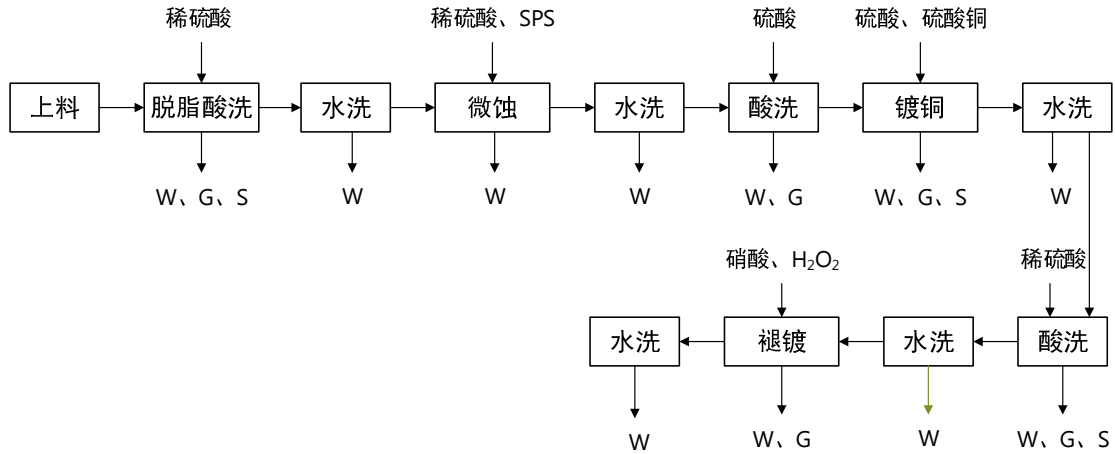 稀硫酸 稀硫酸、SPS 硫酸 硫酸、硫酸铜
上料 脱脂酸洗 水洗 微蚀 水洗 酸洗 镀铜 水洗
W、G、S W W W W、G W、G、S W
硝酸、H₂O₂ 稀硫酸
水洗 褪镀 水洗 酸洗
W W、G W W、G、S